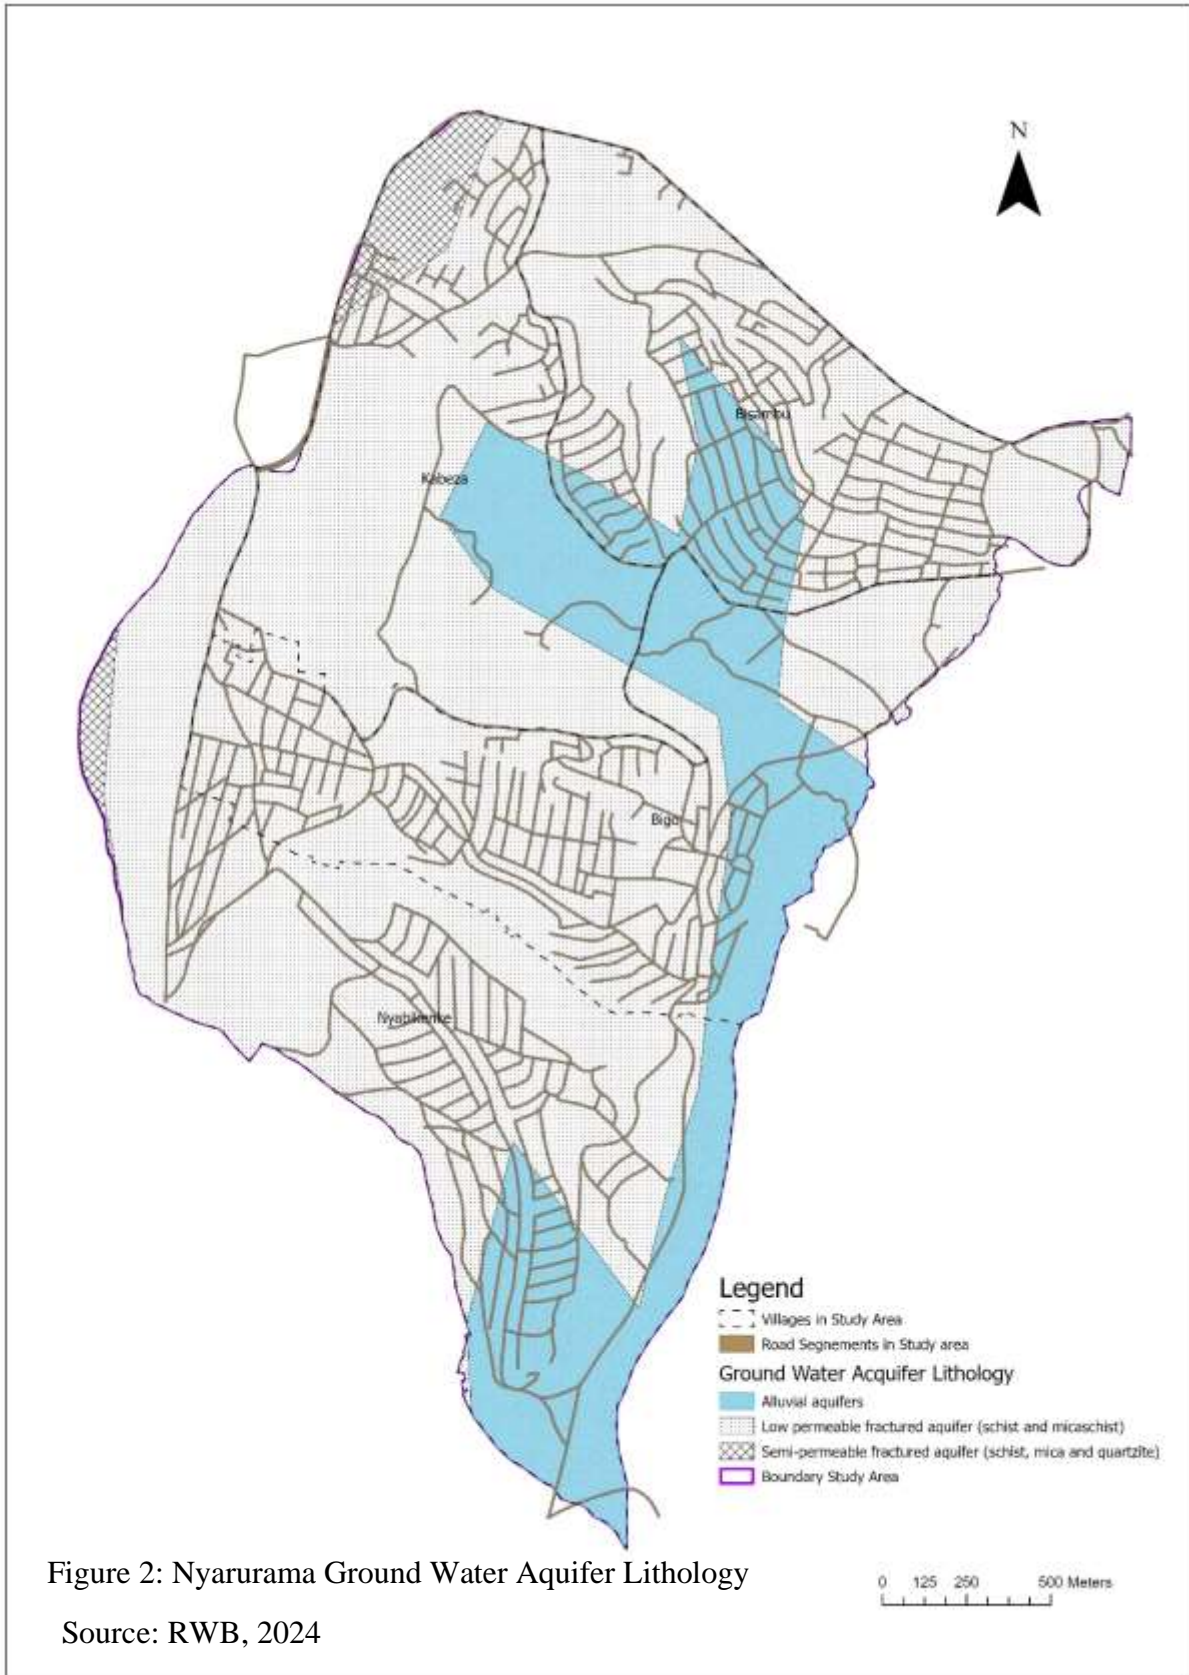 N
Bisambu
Kabeza
Bigo
Nyabikenke
Legend
Villages in Study Area
Road Segnements in Study area
Ground Water Acquifer Lithology
Alluvial aquifers
Low permeable fractured aquifer (schist and micaschist)
Semi-permeable fractured aquifer (schist, mica and quartzite)
Boundary Study Area
Figure 2: Nyarurama Ground Water Aquifer Lithology
0 125 250 500 Meters
Source: RWB, 2024